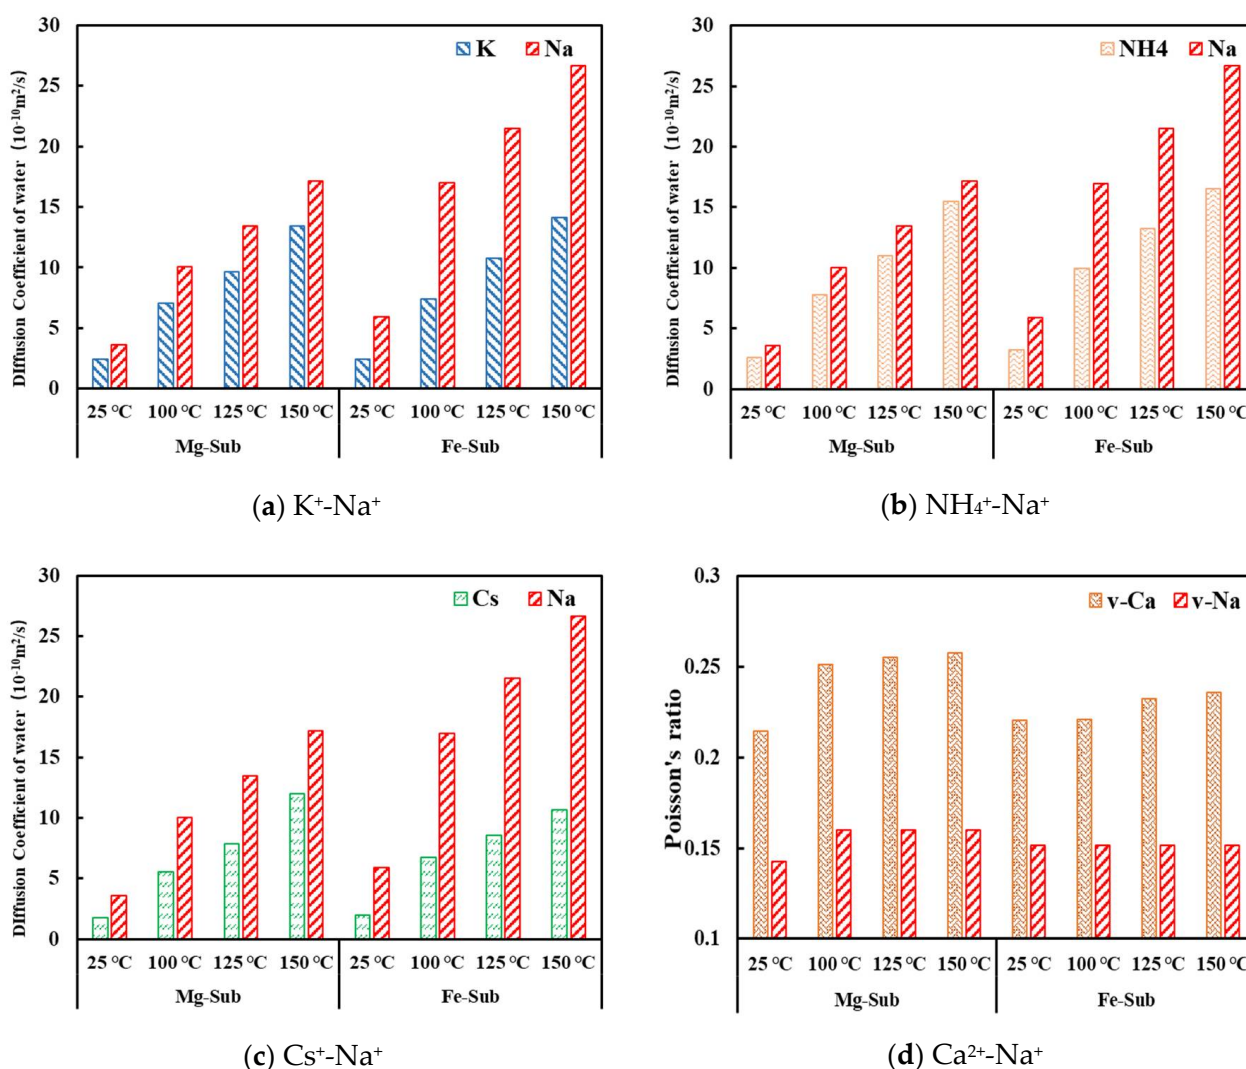 K Na
DIffusion Coefficient of water (10⁻¹⁰m²/s)
30
25
20
15
10
5
0
25 ℃ 100 ℃ 125 ℃ 150 ℃ 25 ℃ 100 ℃ 125 ℃ 150 ℃
Mg-Sub Fe-Sub
(a) K⁺-Na⁺
NH4 Na
DIffusion Coefficient of water (10⁻¹⁰m²/s)
30
25
20
15
10
5
0
25 ℃ 100 ℃ 125 ℃ 150 ℃ 25 ℃ 100 ℃ 125 ℃ 150 ℃
Mg-Sub Fe-Sub
(b) NH₄⁺-Na⁺
Cs Na
DIffusion Coefficient of water (10⁻¹⁰m²/s)
30
25
20
15
10
5
0
25 ℃ 100 ℃ 125 ℃ 150 ℃ 25 ℃ 100 ℃ 125 ℃ 150 ℃
Mg-Sub Fe-Sub
(c) Cs⁺-Na⁺
v-Ca v-Na
Poisson's ratio
0.3
0.25
0.2
0.15
0.1
25 ℃ 100 ℃ 125 ℃ 150 ℃ 25 ℃ 100 ℃ 125 ℃ 150 ℃
Mg-Sub Fe-Sub
(d) Ca²⁺-Na⁺